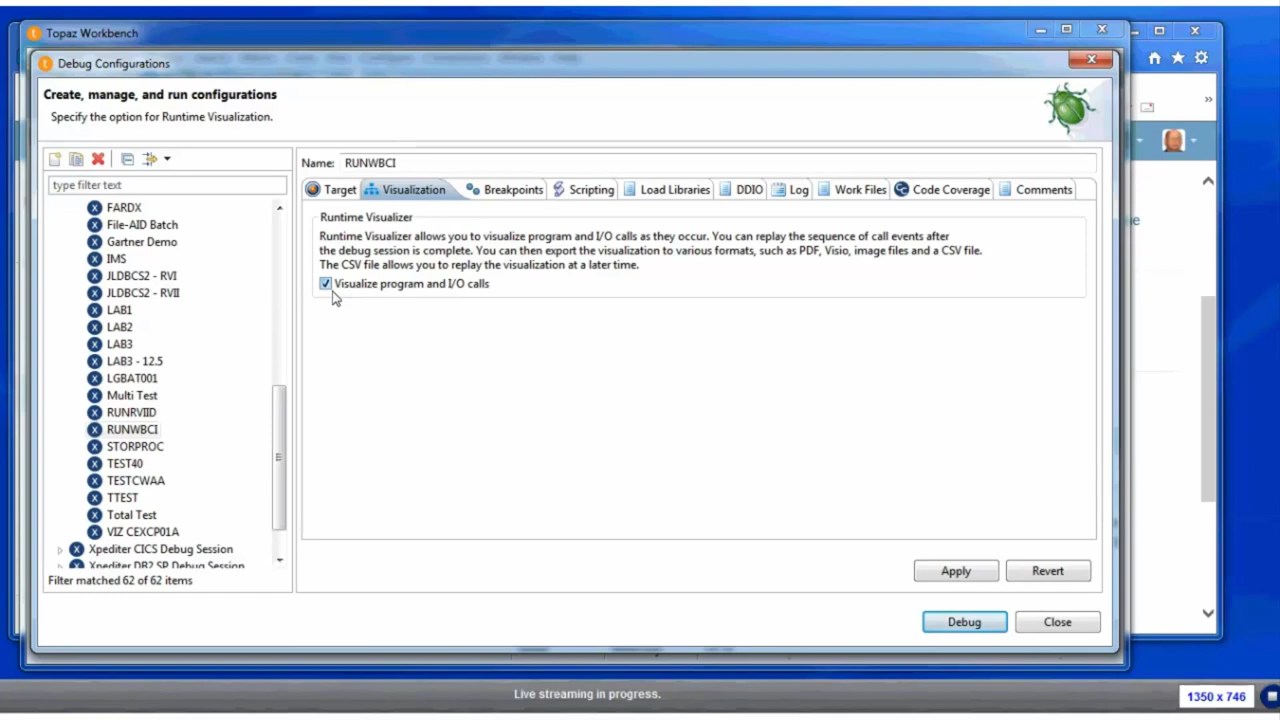 Topaz Workbench
Debug Configurations
Create, manage, and run configurations
Specify the option for Runtime Visualization.
type filter text
FARDX
File-AID Batch
Gartner Demo
IMS
JLDBCS2 - RVI
JLDBCS2 - RVII
LAB1
LAB2
LAB3
LAB3 - 12.5
LGBAT001
Multi Test
RUNRVIID
RUNWBCI
STORPROC
TEST40
TESTCWAA
TTEST
Total Test
VIZ CEXCP01A
Xpediter CICS Debug Session
Xpediter DB2 SP Debug Session
Filter matched 62 of 62 items
Name: RUNWBCI
Target Visualization Breakpoints Scripting Load Libraries DDIO Log Work Files Code Coverage Comments
Runtime Visualizer
Runtime Visualizer allows you to visualize program and I/O calls as they occur. You can replay the sequence of call events after
the debug session is complete. You can then export the visualization to various formats, such as PDF, Visio, image files and a CSV file.
The CSV file allows you to replay the visualization at a later time.
Visualize program and I/O calls
Apply Revert
Debug Close
Live streaming in progress.
1350 x 746